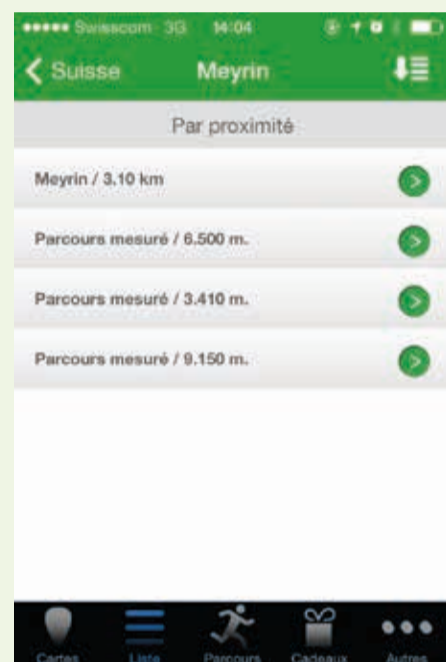 Swisscom 3G 14:04
Suisse Meyrin
Par proximité
Meyrin / 3.10 km
Parcours mesuré / 6.500 m.
Parcours mesuré / 3.410 m.
Parcours mesuré / 9.150 m.
Cartes Liste Parcours Cadeaux Autres